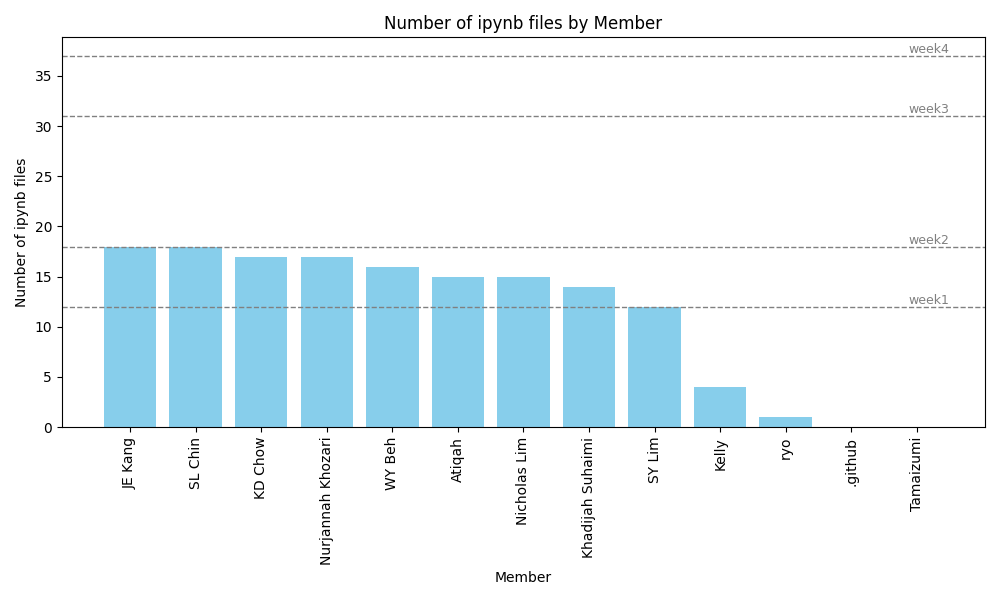 Number of ipynb files by Member
Number of ipynb files
35
30
25
20
15
10
5
0
week4
week3
week2
week1
JE Kang
SL Chin
KD Chow
Nurjannah Khozari
WY Beh
Atiqah
Nicholas Lim
Khadijah Suhaimi
SY Lim
Kelly
ryo
.github
Tamaizumi
Member